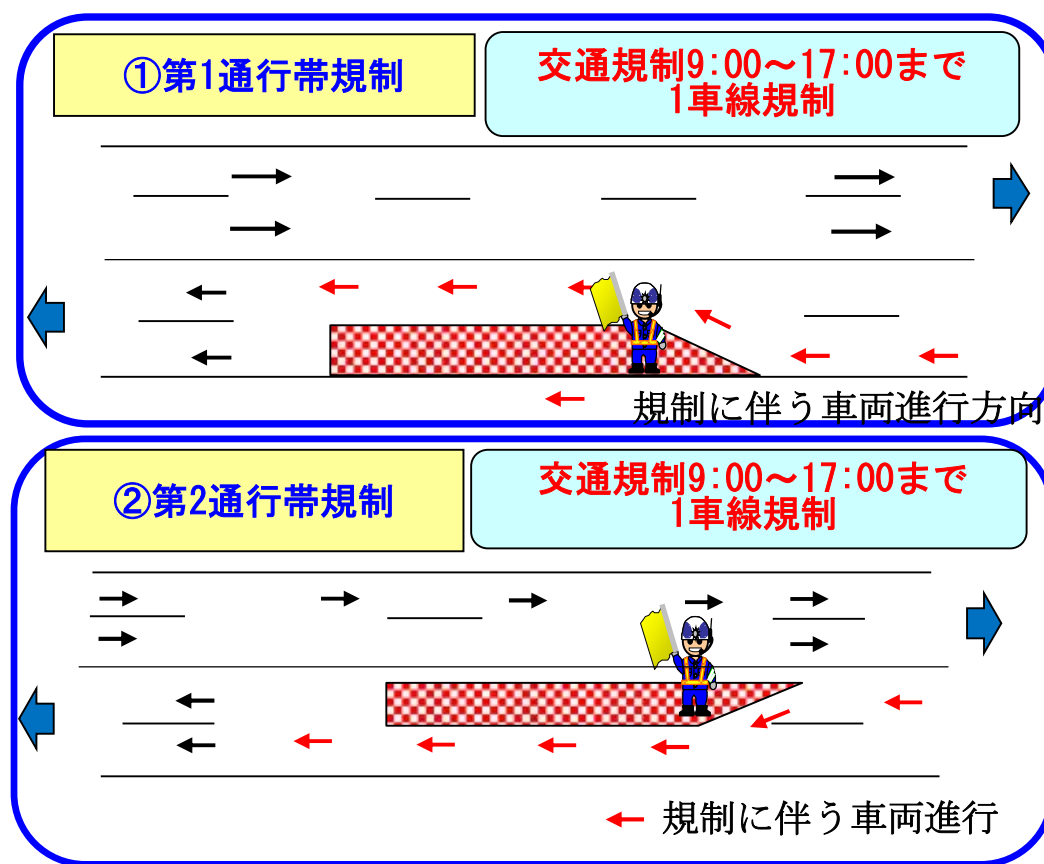 ①第1通行帯規制
交通規制9:00～17:00まで
1車線規制
規制に伴う車両進行方向
②第2通行帯規制
交通規制9:00～17:00まで
1車線規制
規制に伴う車両進行